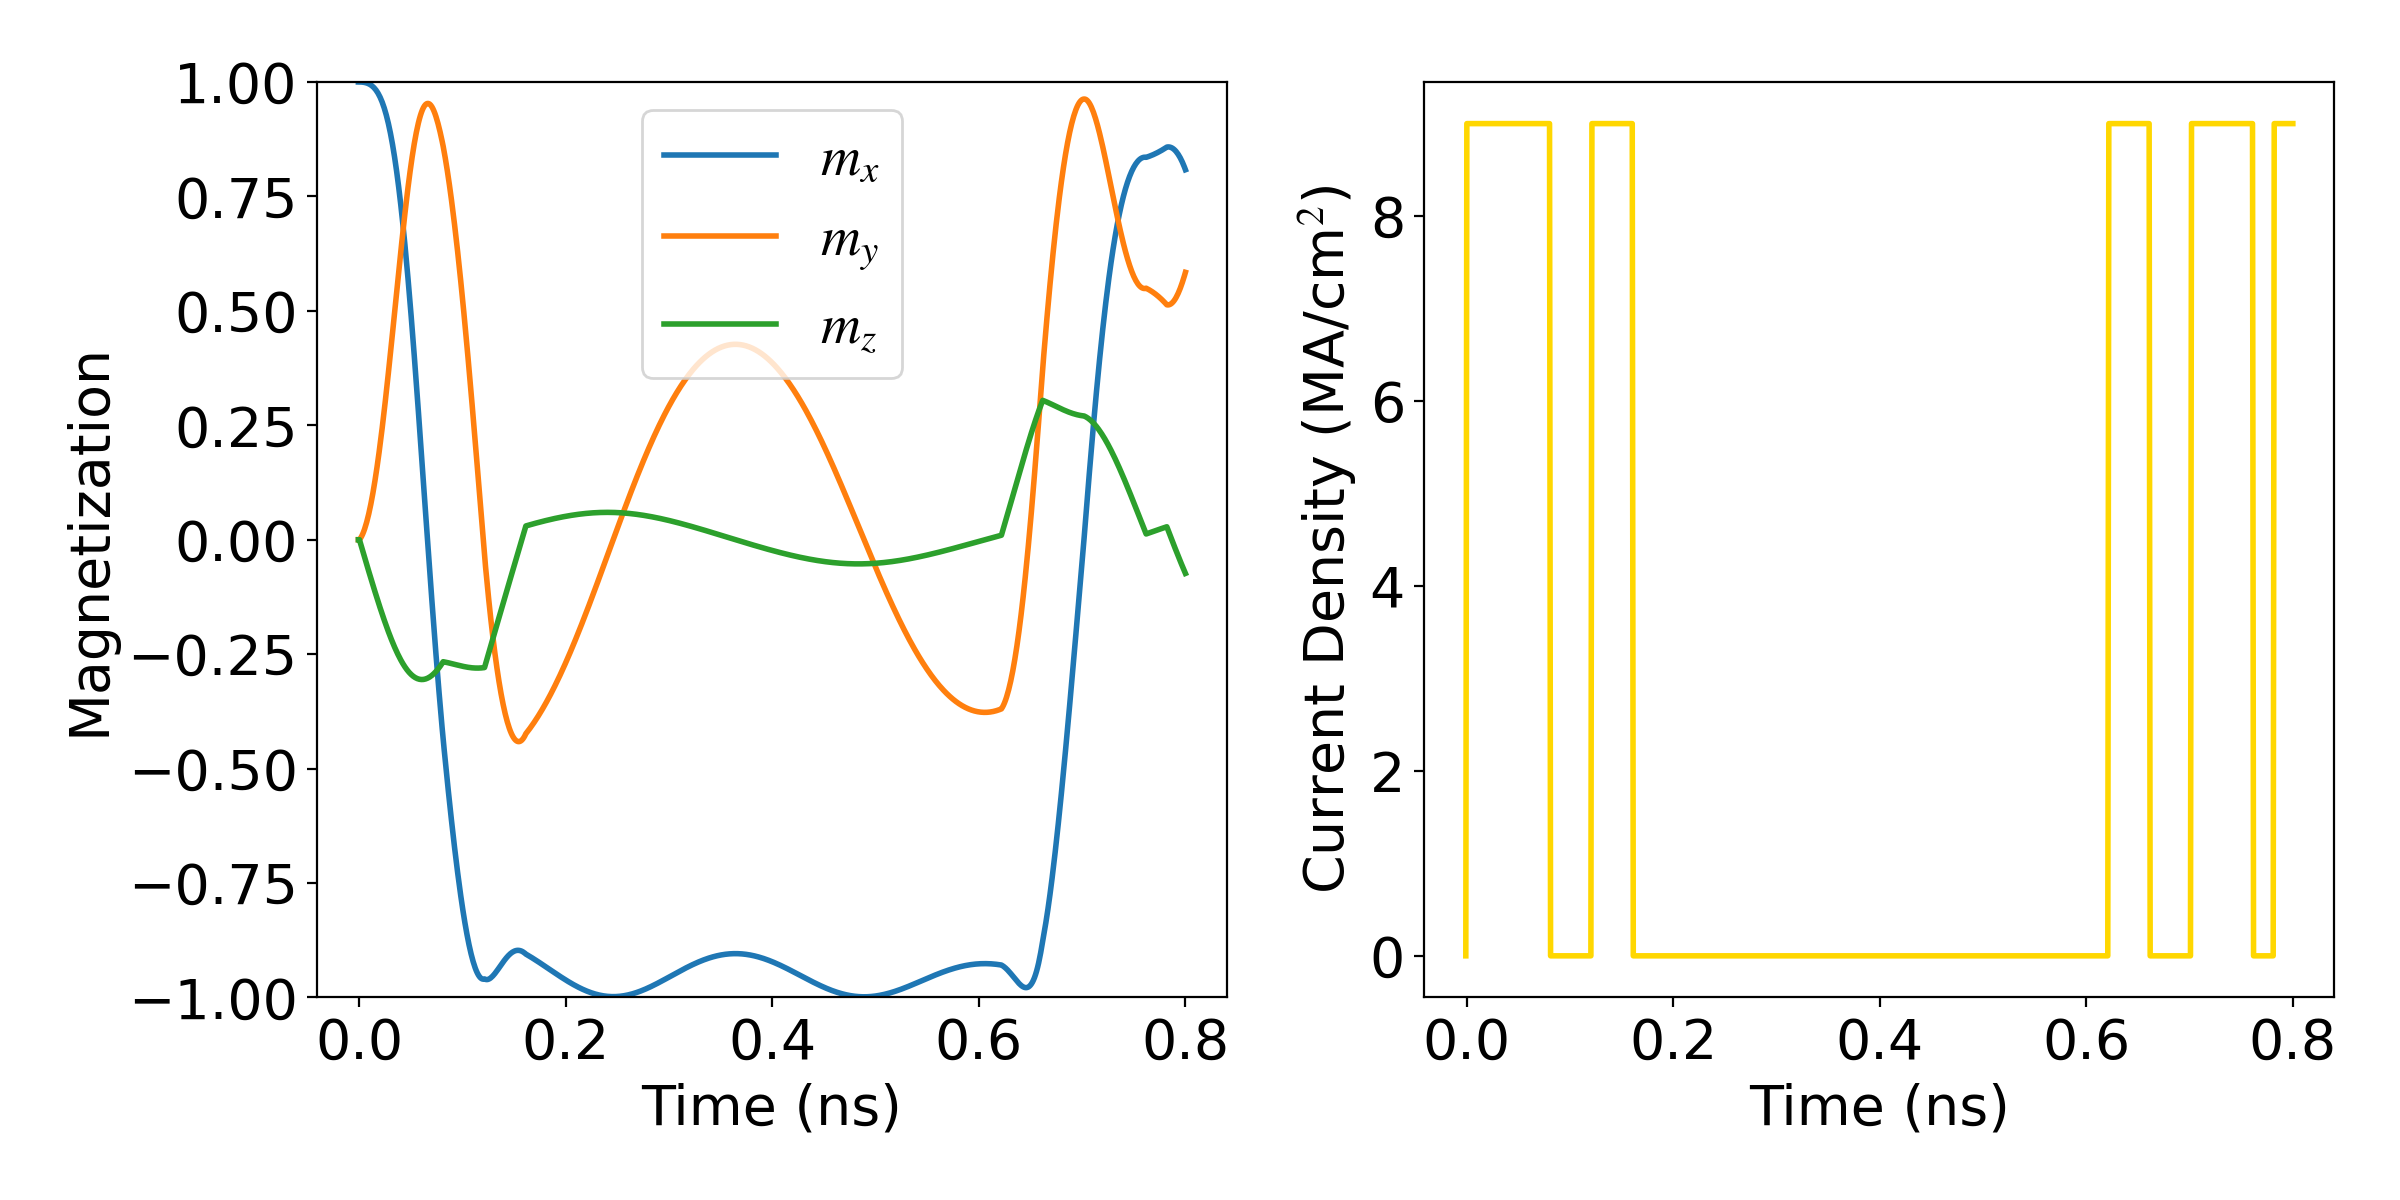 1.00
0.75
0.50
0.25
0.00
−0.25
−0.50
−0.75
−1.00
Magnetization
0.0 0.2 0.4 0.6 0.8
Time (ns)
mₓ
m_y
m_z
8
6
4
2
0
Current Density (MA/cm²)
0.0 0.2 0.4 0.6 0.8
Time (ns)